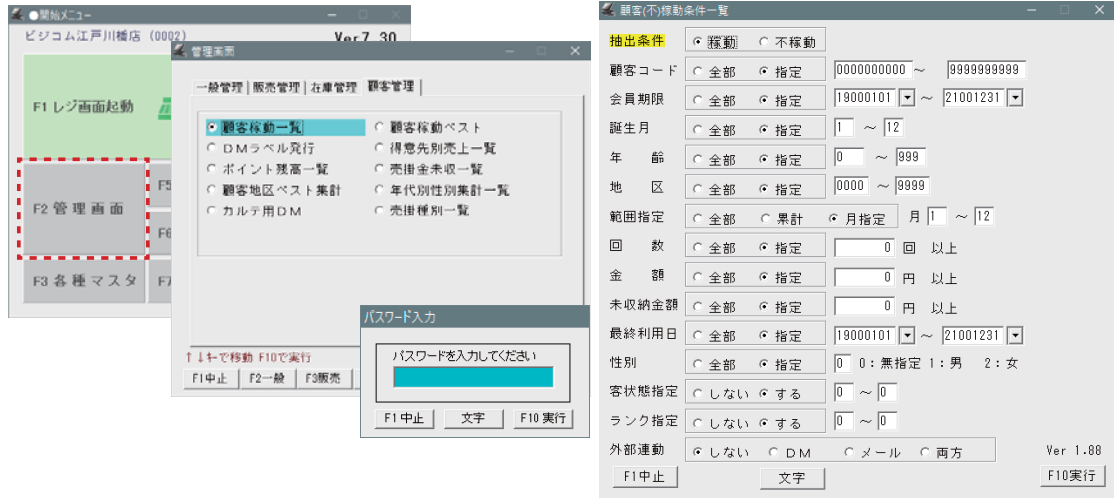 ●開始メニュー
ビジコム江戸川橋店 (0002)
Ver7.30
F1 レジ画面起動
F2 管 理 画 面
F3 各 種 マ ス タ
管理画面
一般管理 販売管理 在庫管理 顧客管理
顧客稼動一覧 顧客稼動ベスト
DMラベル発行 得意先別売上一覧
ポイント残高一覧 売掛金未収一覧
顧客地区ベスト集計 年代別性別集計一覧
カルテ用DM 売掛種別一覧
↑↓キーで移動 F10で実行
F1中止 F2一般 F3販売
パスワード入力
パスワードを入力してください
F1 中止 文字 F10 実行
顧客(不)稼動条件一覧
抽出条件 稼動 不稼動
顧客コード 全部 指定 0000000000 ～ 9999999999
会員期限 全部 指定 19000101 ～ 21001231
誕生月 全部 指定 1 ～ 12
年 齢 全部 指定 0 ～ 999
地 区 全部 指定 0000 ～ 9999
範囲指定 全部 累計 月指定 月 1 ～ 12
回 数 全部 指定 0 回 以上
金 額 全部 指定 0 円 以上
未収納金額 全部 指定 0 円 以上
最終利用日 全部 指定 19000101 ～ 21001231
性別 全部 指定 0 0：無指定 1：男 2：女
客状態指定 しない する 0 ～ 0
ランク指定 しない する 0 ～ 0
外部連動 しない DM メール 両方
Ver 1.88
F1中止 文字 F10実行